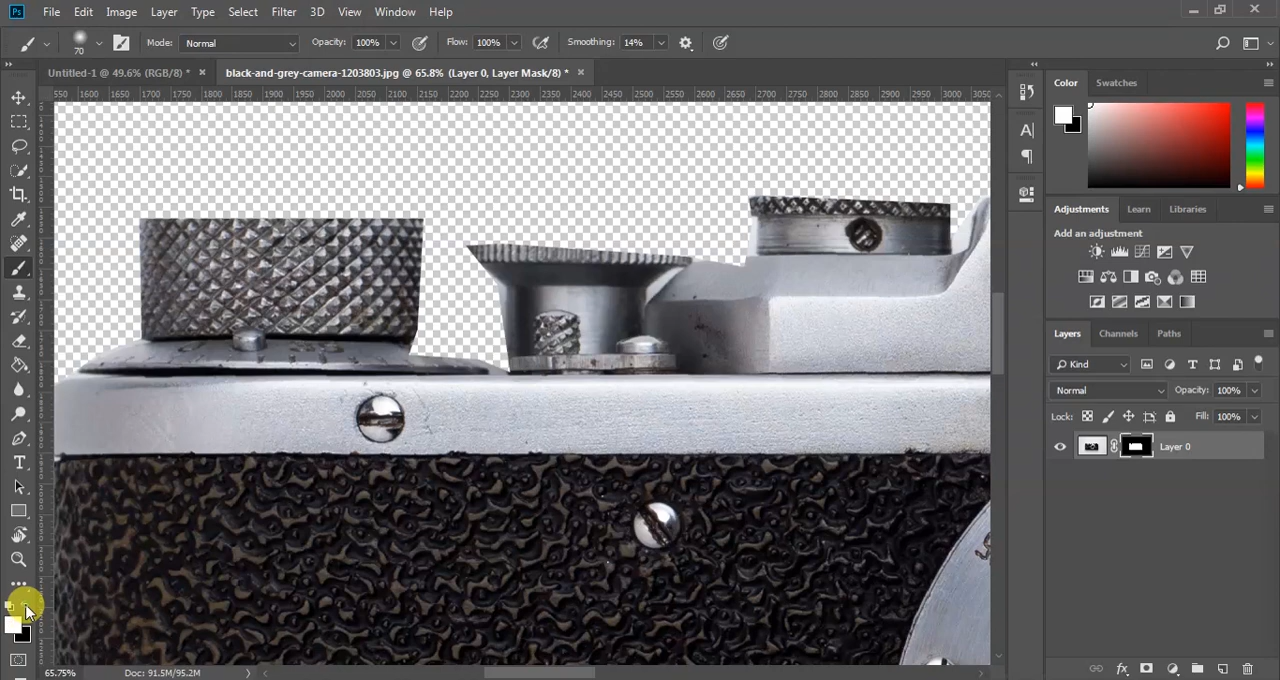 Ps File Edit Image Layer Type Select Filter 3D View Window Help
70 Mode: Normal Opacity: 100% Flow: 100% Smoothing: 14%
Untitled-1 @ 49.6% (RGB/8) * × black-and-grey-camera-1203803.jpg @ 65.8% (Layer 0, Layer Mask/8) * ×
550 1600 1650 1700 1750 1800 1850 1900 1950 2000 2050 2100 2150 2200 2250 2300 2350 2400 2450 2500 2550 2600 2650 2700 2750 2800 2850 2900 2950 3000 3050
Color Swatches
Adjustments Learn Libraries
Add an adjustment
Layers Channels Paths
Kind
Normal Opacity: 100%
Lock: Fill: 100%
Layer 0
65.75% Doc: 91.5M/95.2M